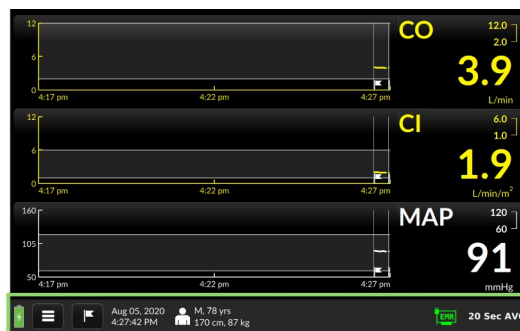 12
6
0
4:17 pm
4:22 pm
4:27 pm
CO
12.0
2.0
3.9
L/min
12
6
0
4:17 pm
4:22 pm
4:27 pm
CI
6.0
1.0
1.9
L/min/m²
160
105
50
4:17 pm
4:22 pm
4:27 pm
MAP
120
60
91
mmHg
Aug 05, 2020
4:27:42 PM
M, 78 yrs
170 cm, 87 kg
EMR
20 Sec AV